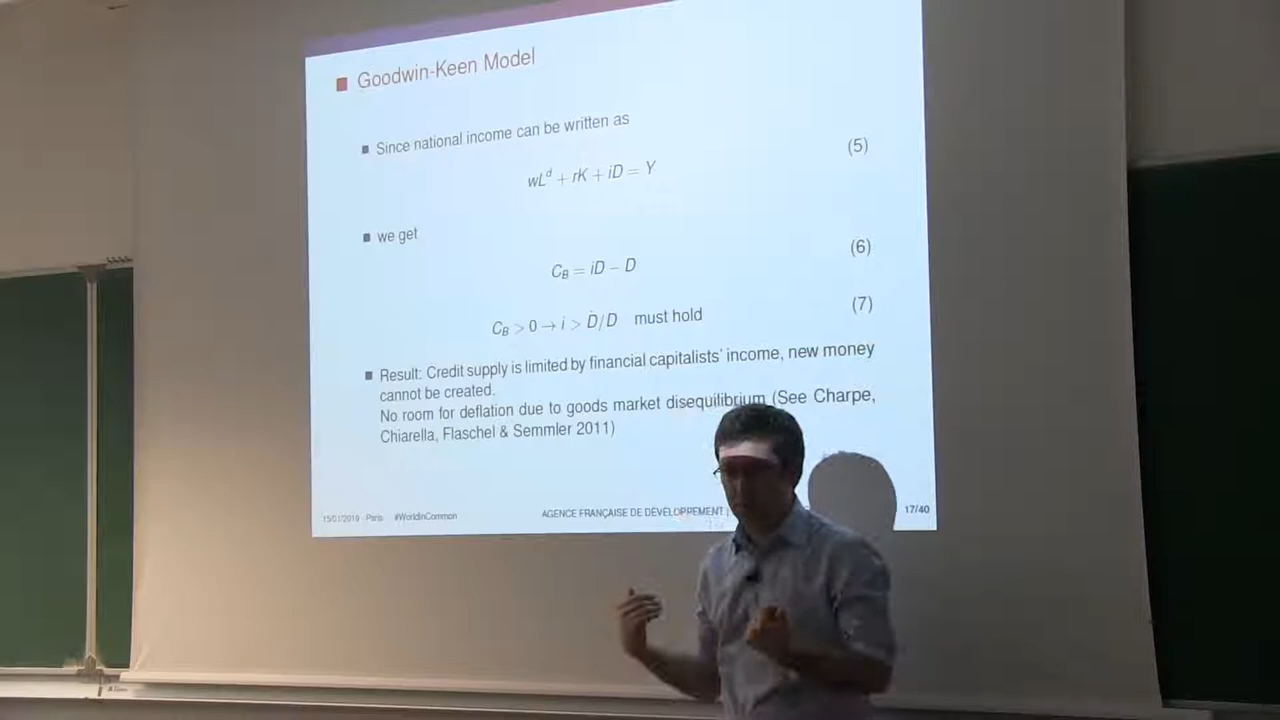 Goodwin-Keen Model
Since national income can be written as
wLᵈ + rK + iD = Y (5)
we get
C_B = iD − Ḋ (6)
C_B > 0 → i > Ḋ/D must hold (7)
Result: Credit supply is limited by financial capitalists' income, new money
cannot be created.
No room for deflation due to goods market disequilibrium (See Charpe,
Chiarella, Flaschel & Semmler 2011)
15/01/2019 Paris #WorldInCommon AGENCE FRANÇAISE DE DÉVELOPPEMENT 17/40